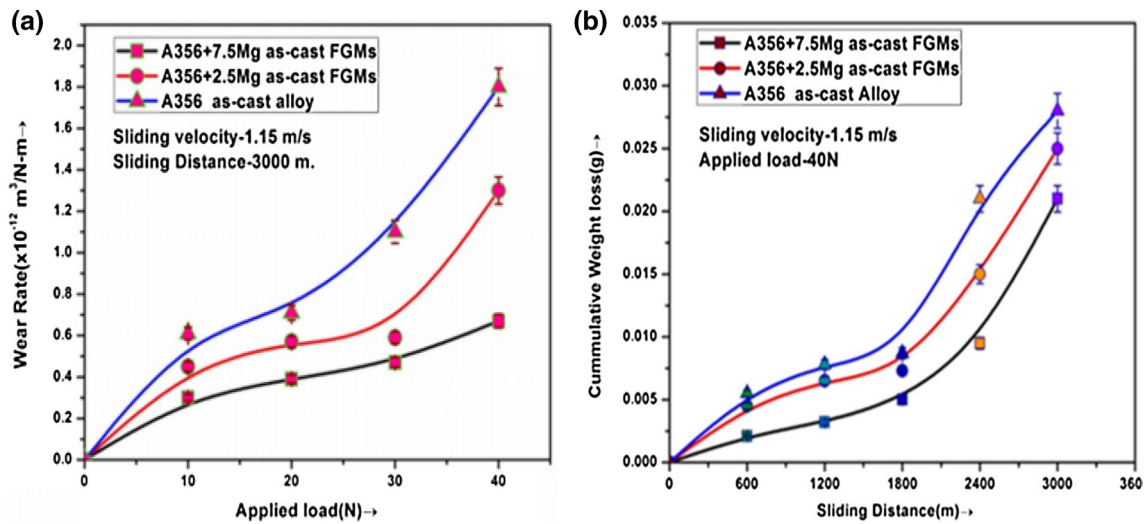 (a)
A356+7.5Mg as-cast FGMs
A356+2.5Mg as-cast FGMs
A356 as-cast alloy
Sliding velocity-1.15 m/s
Sliding Distance-3000 m.
Wear Rate(x10⁻¹² m³/N-m→
2.0
1.8
1.6
1.4
1.2
1.0
0.8
0.6
0.4
0.2
0.0
0 10 20 30 40
Applied load(N)→
(b)
A356+7.5Mg as-cast FGMs
A356+2.5Mg as-cast FGMs
A356 as-cast Alloy
Sliding velocity-1.15 m/s
Applied load-40N
Cummulative Weight loss(g)→
0.035
0.030
0.025
0.020
0.015
0.010
0.005
0.000
0 600 1200 1800 2400 3000 360
Sliding Distance(m)→